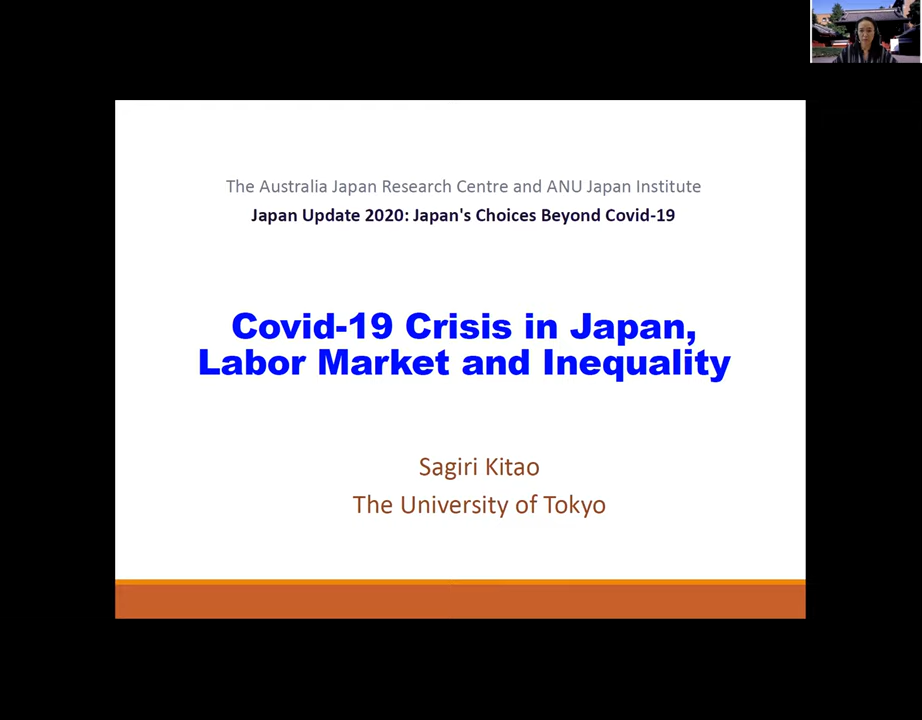 The Australia Japan Research Centre and ANU Japan Institute
Japan Update 2020: Japan's Choices Beyond Covid-19
Covid-19 Crisis in Japan,
Labor Market and Inequality
Sagiri Kitao
The University of Tokyo